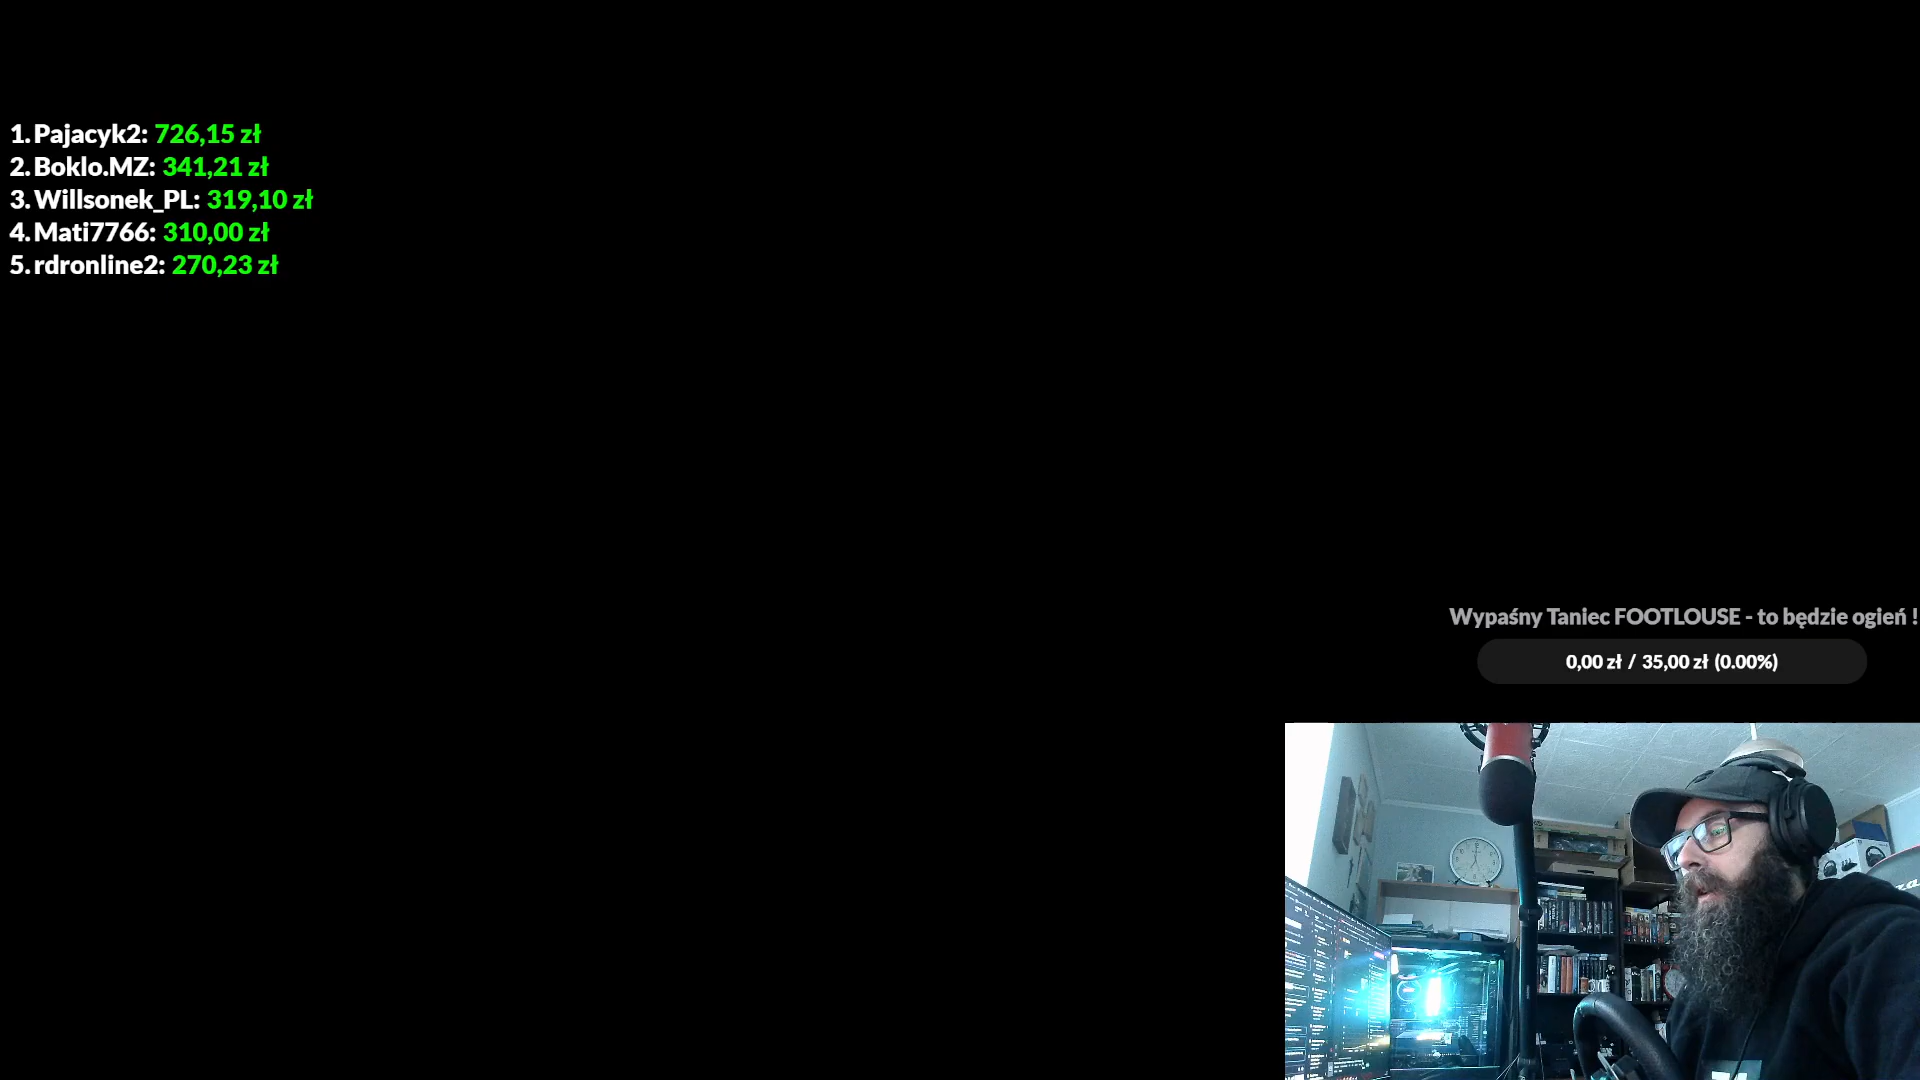 1. Pajacyk2: 726,15 zł
2. Boklo.MZ: 341,21 zł
3. Willsonek_PL: 319,10 zł
4. Mati7766: 310,00 zł
5. rdronline2: 270,23 zł
Wypaśny Taniec FOOTLOUSE - to będzie ogień !
0,00 zł / 35,00 zł (0.00%)